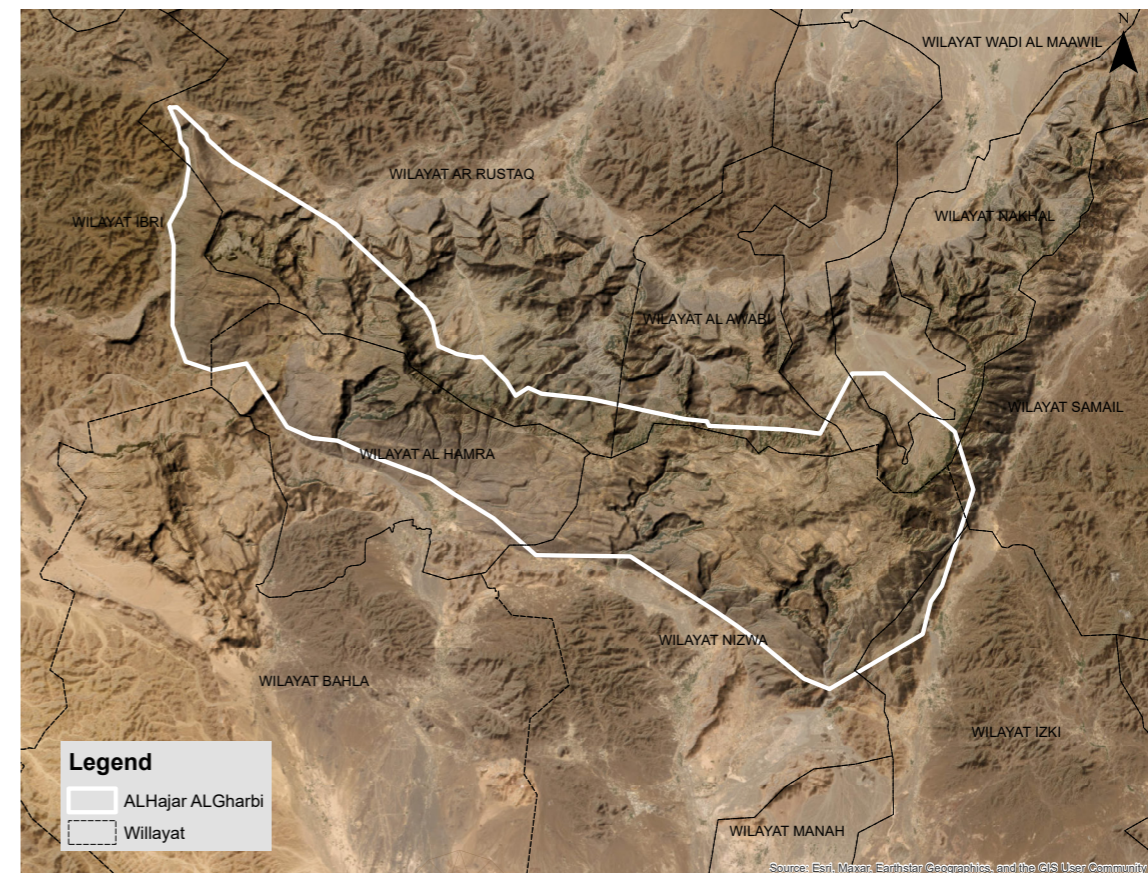 N
WILAYAT WADI AL MAAWIL
WILAYAT AR RUSTAQ
WILAYAT IBRI
WILAYAT NAKHAL
WILAYAT AL AWABI
WILAYAT SAMAIL
WILAYAT AL HAMRA
WILAYAT NIZWA
WILAYAT BAHLA
WILAYAT IZKI
WILAYAT MANAH
Legend
ALHajar ALGharbi
Willayat
Source: Esri, Maxar, Earthstar Geographics, and the GIS User Community